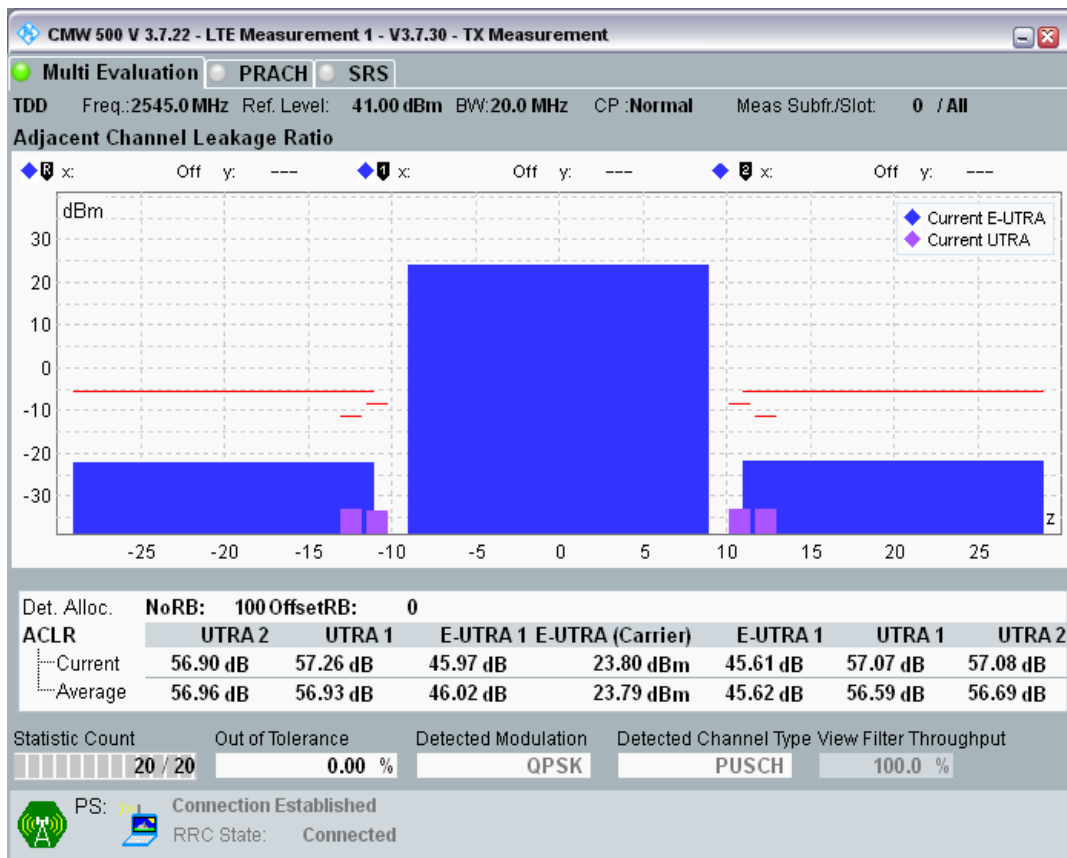 CMW 500 V 3.7.22 - LTE Measurement 1 - V3.7.30 - TX Measurement
Multi Evaluation PRACH SRS
TDD Freq.:2545.0 MHz Ref. Level: 41.00 dBm BW:20.0 MHz CP :Normal Meas Subfr./Slot: 0 / All
Adjacent Channel Leakage Ratio
R x: Off y: --- 1 x: Off y: --- 2 x: Off y: ---
dBm
Current E-UTRA
Current UTRA
30
20
10
0
-10
-20
-30
z
-25 -20 -15 -10 -5 0 5 10 15 20 25
Det. Alloc. NoRB: 100 OffsetRB: 0
ACLR UTRA 2 UTRA 1 E-UTRA 1 E-UTRA (Carrier) E-UTRA 1 UTRA 1 UTRA 2
Current 56.90 dB 57.26 dB 45.97 dB 23.80 dBm 45.61 dB 57.07 dB 57.08 dB
Average 56.96 dB 56.93 dB 46.02 dB 23.79 dBm 45.62 dB 56.59 dB 56.69 dB
Statistic Count Out of Tolerance Detected Modulation Detected Channel Type View Filter Throughput
20 / 20 0.00 % QPSK PUSCH 100.0 %
PS: Connection Established
RRC State: Connected